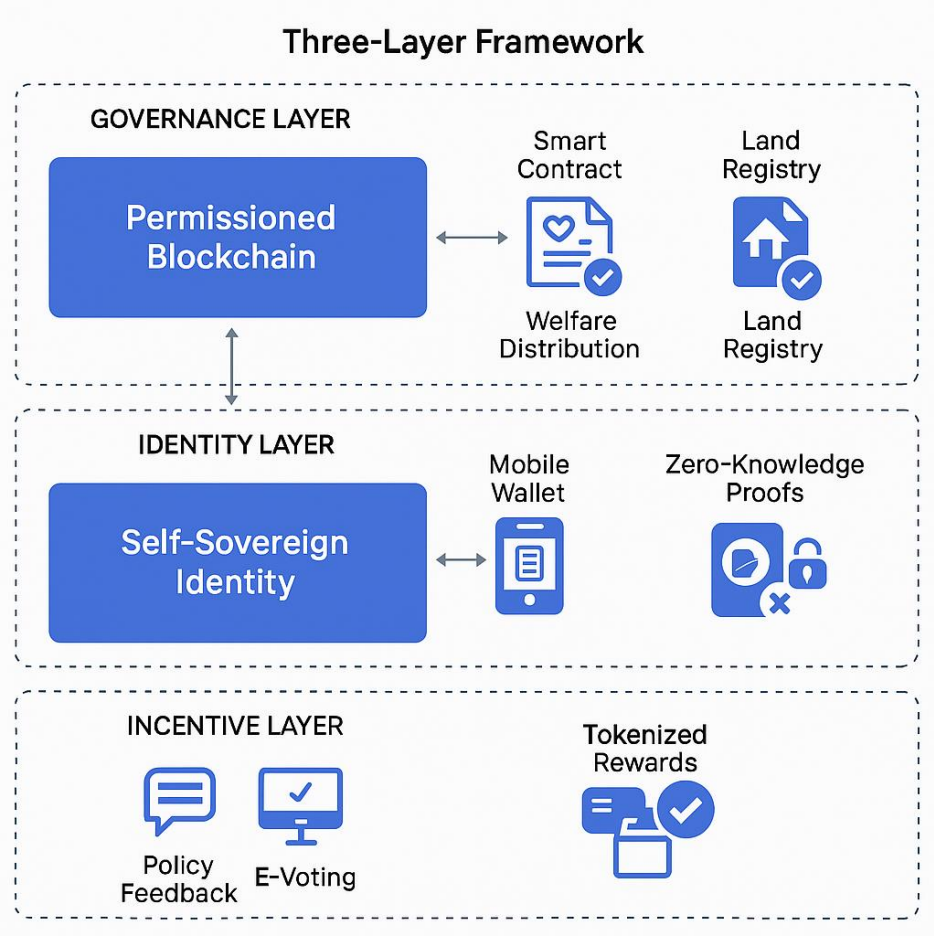 Three-Layer Framework
GOVERNANCE LAYER
Permissioned
Blockchain
Smart
Contract
Welfare
Distribution
Land
Registry
Land
Registry
IDENTITY LAYER
Self-Sovereign
Identity
Mobile
Wallet
Zero-Knowledge
Proofs
INCENTIVE LAYER
Policy
Feedback
E-Voting
Tokenized
Rewards